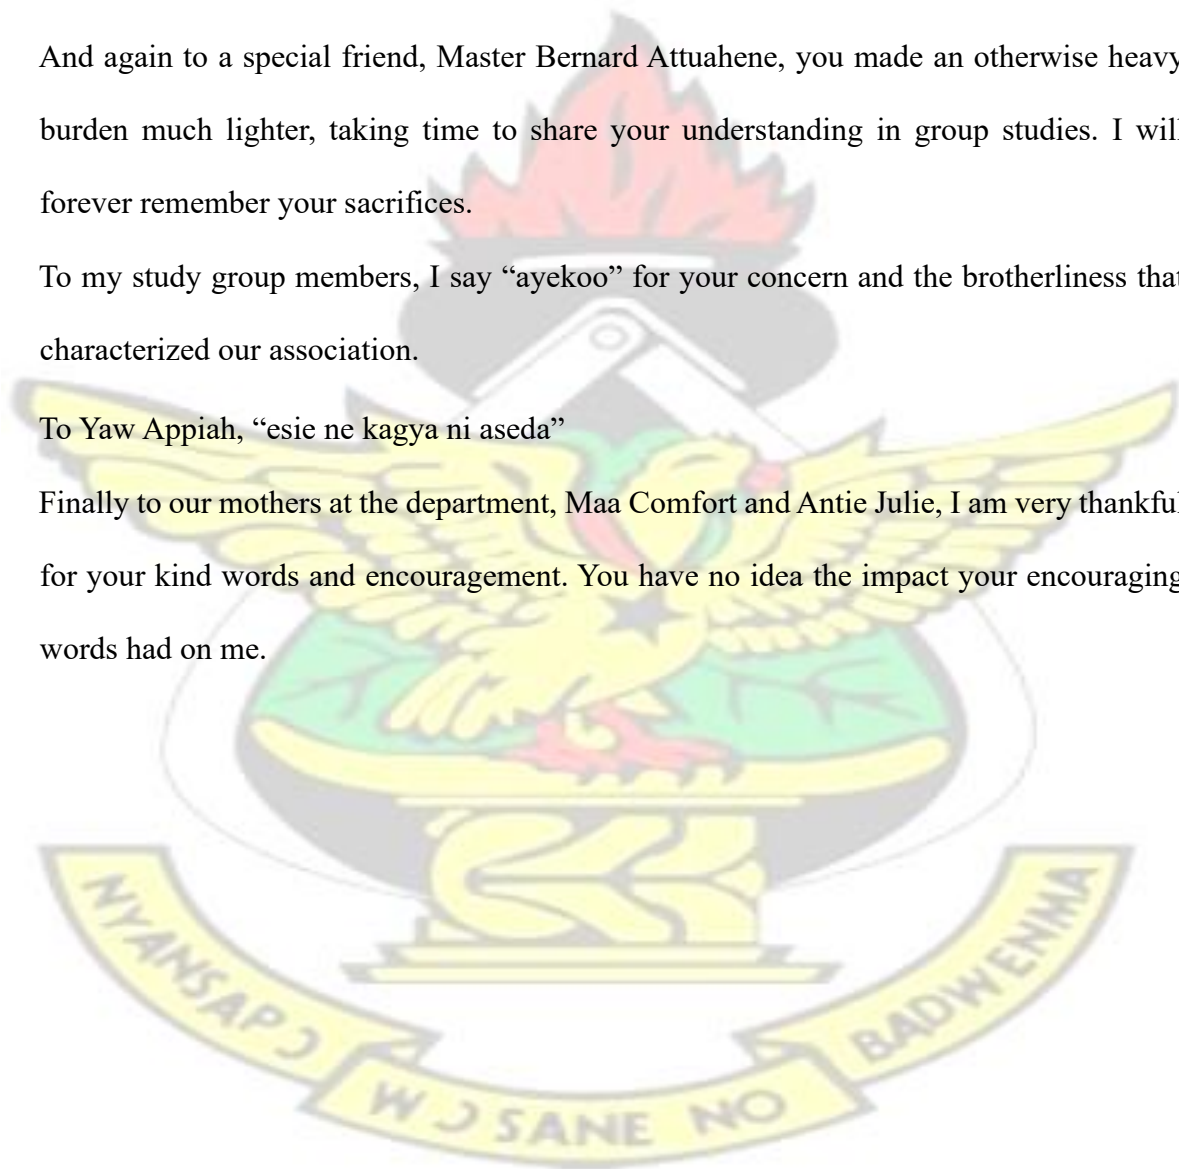 And again to a special friend, Master Bernard Attuahene, you made an otherwise heavy
burden much lighter, taking time to share your understanding in group studies. I will
forever remember your sacrifices.
To my study group members, I say “ayekoo” for your concern and the brotherliness that
characterized our association.
To Yaw Appiah, “esie ne kagya ni aseda”
Finally to our mothers at the department, Maa Comfort and Antie Julie, I am very thankful
for your kind words and encouragement. You have no idea the impact your encouraging
words had on me.
NYANSAPƆ
WƆSANE NO
BADWENMA